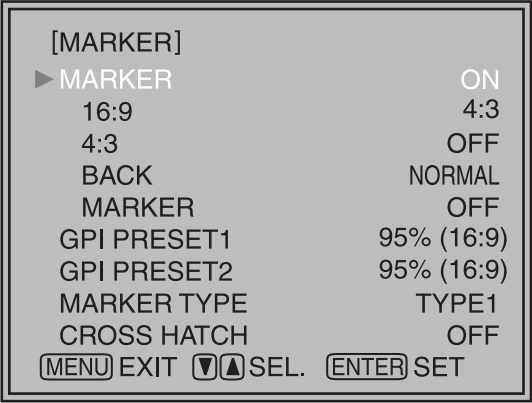 [MARKER]
▶MARKER ON
16:9 4:3
4:3 OFF
BACK NORMAL
MARKER OFF
GPI PRESET1 95% (16:9)
GPI PRESET2 95% (16:9)
MARKER TYPE TYPE1
CROSS HATCH OFF
MENU EXIT ▼▲ SEL. ENTER SET